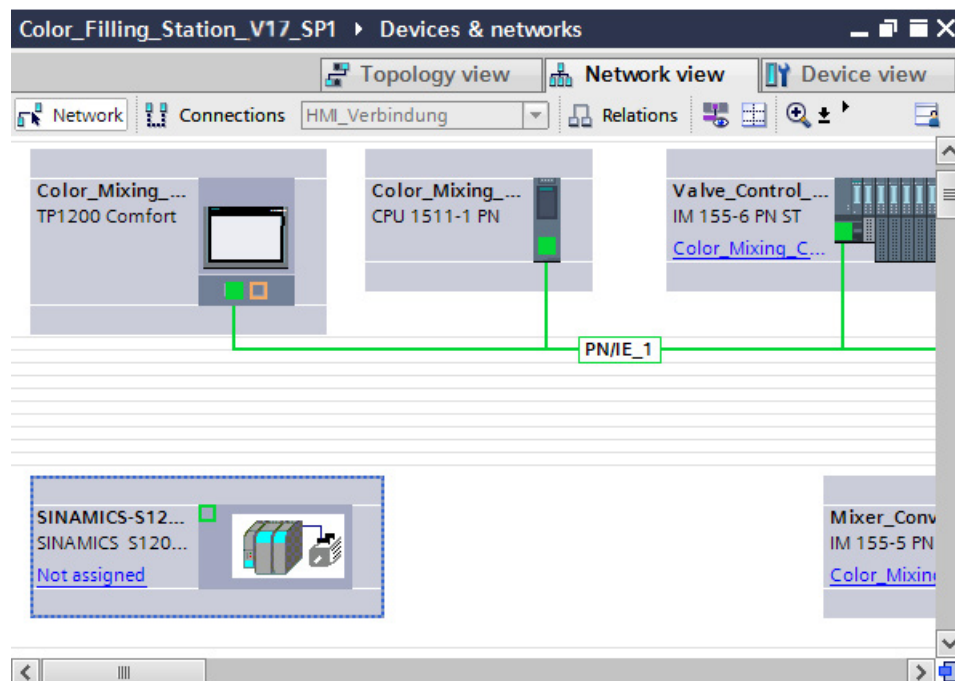 Color_Filling_Station_V17_SP1 ▸ Devices & networks
Topology view
Network view
Device view
Network
Connections
HMI_Verbindung
Relations
Color_Mixing_...
TP1200 Comfort
Color_Mixing_...
CPU 1511-1 PN
Valve_Control_...
IM 155-6 PN ST
Color_Mixing_C...
PN/IE_1
SINAMICS-S12...
SINAMICS S120...
Not assigned
Mixer_Conv
IM 155-5 PN
Color_Mixin